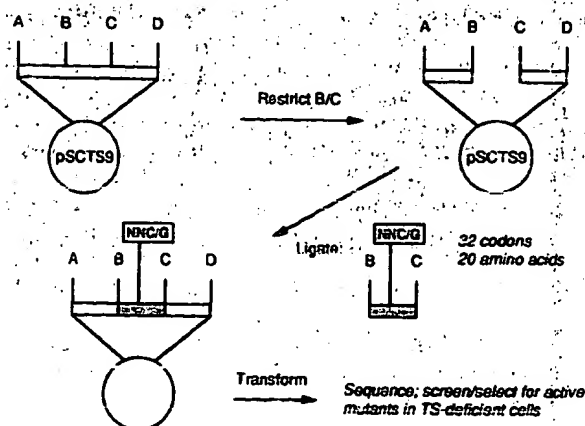 A B C D
pSCTS9
Restrict B/C
A B C D
pSCTS9
NNC/G
A B C D
Ligate
NNC/G
B C
32 codons
20 amino acids
Transform
Sequence; screen/select for active
mutants in TS-deficient cells